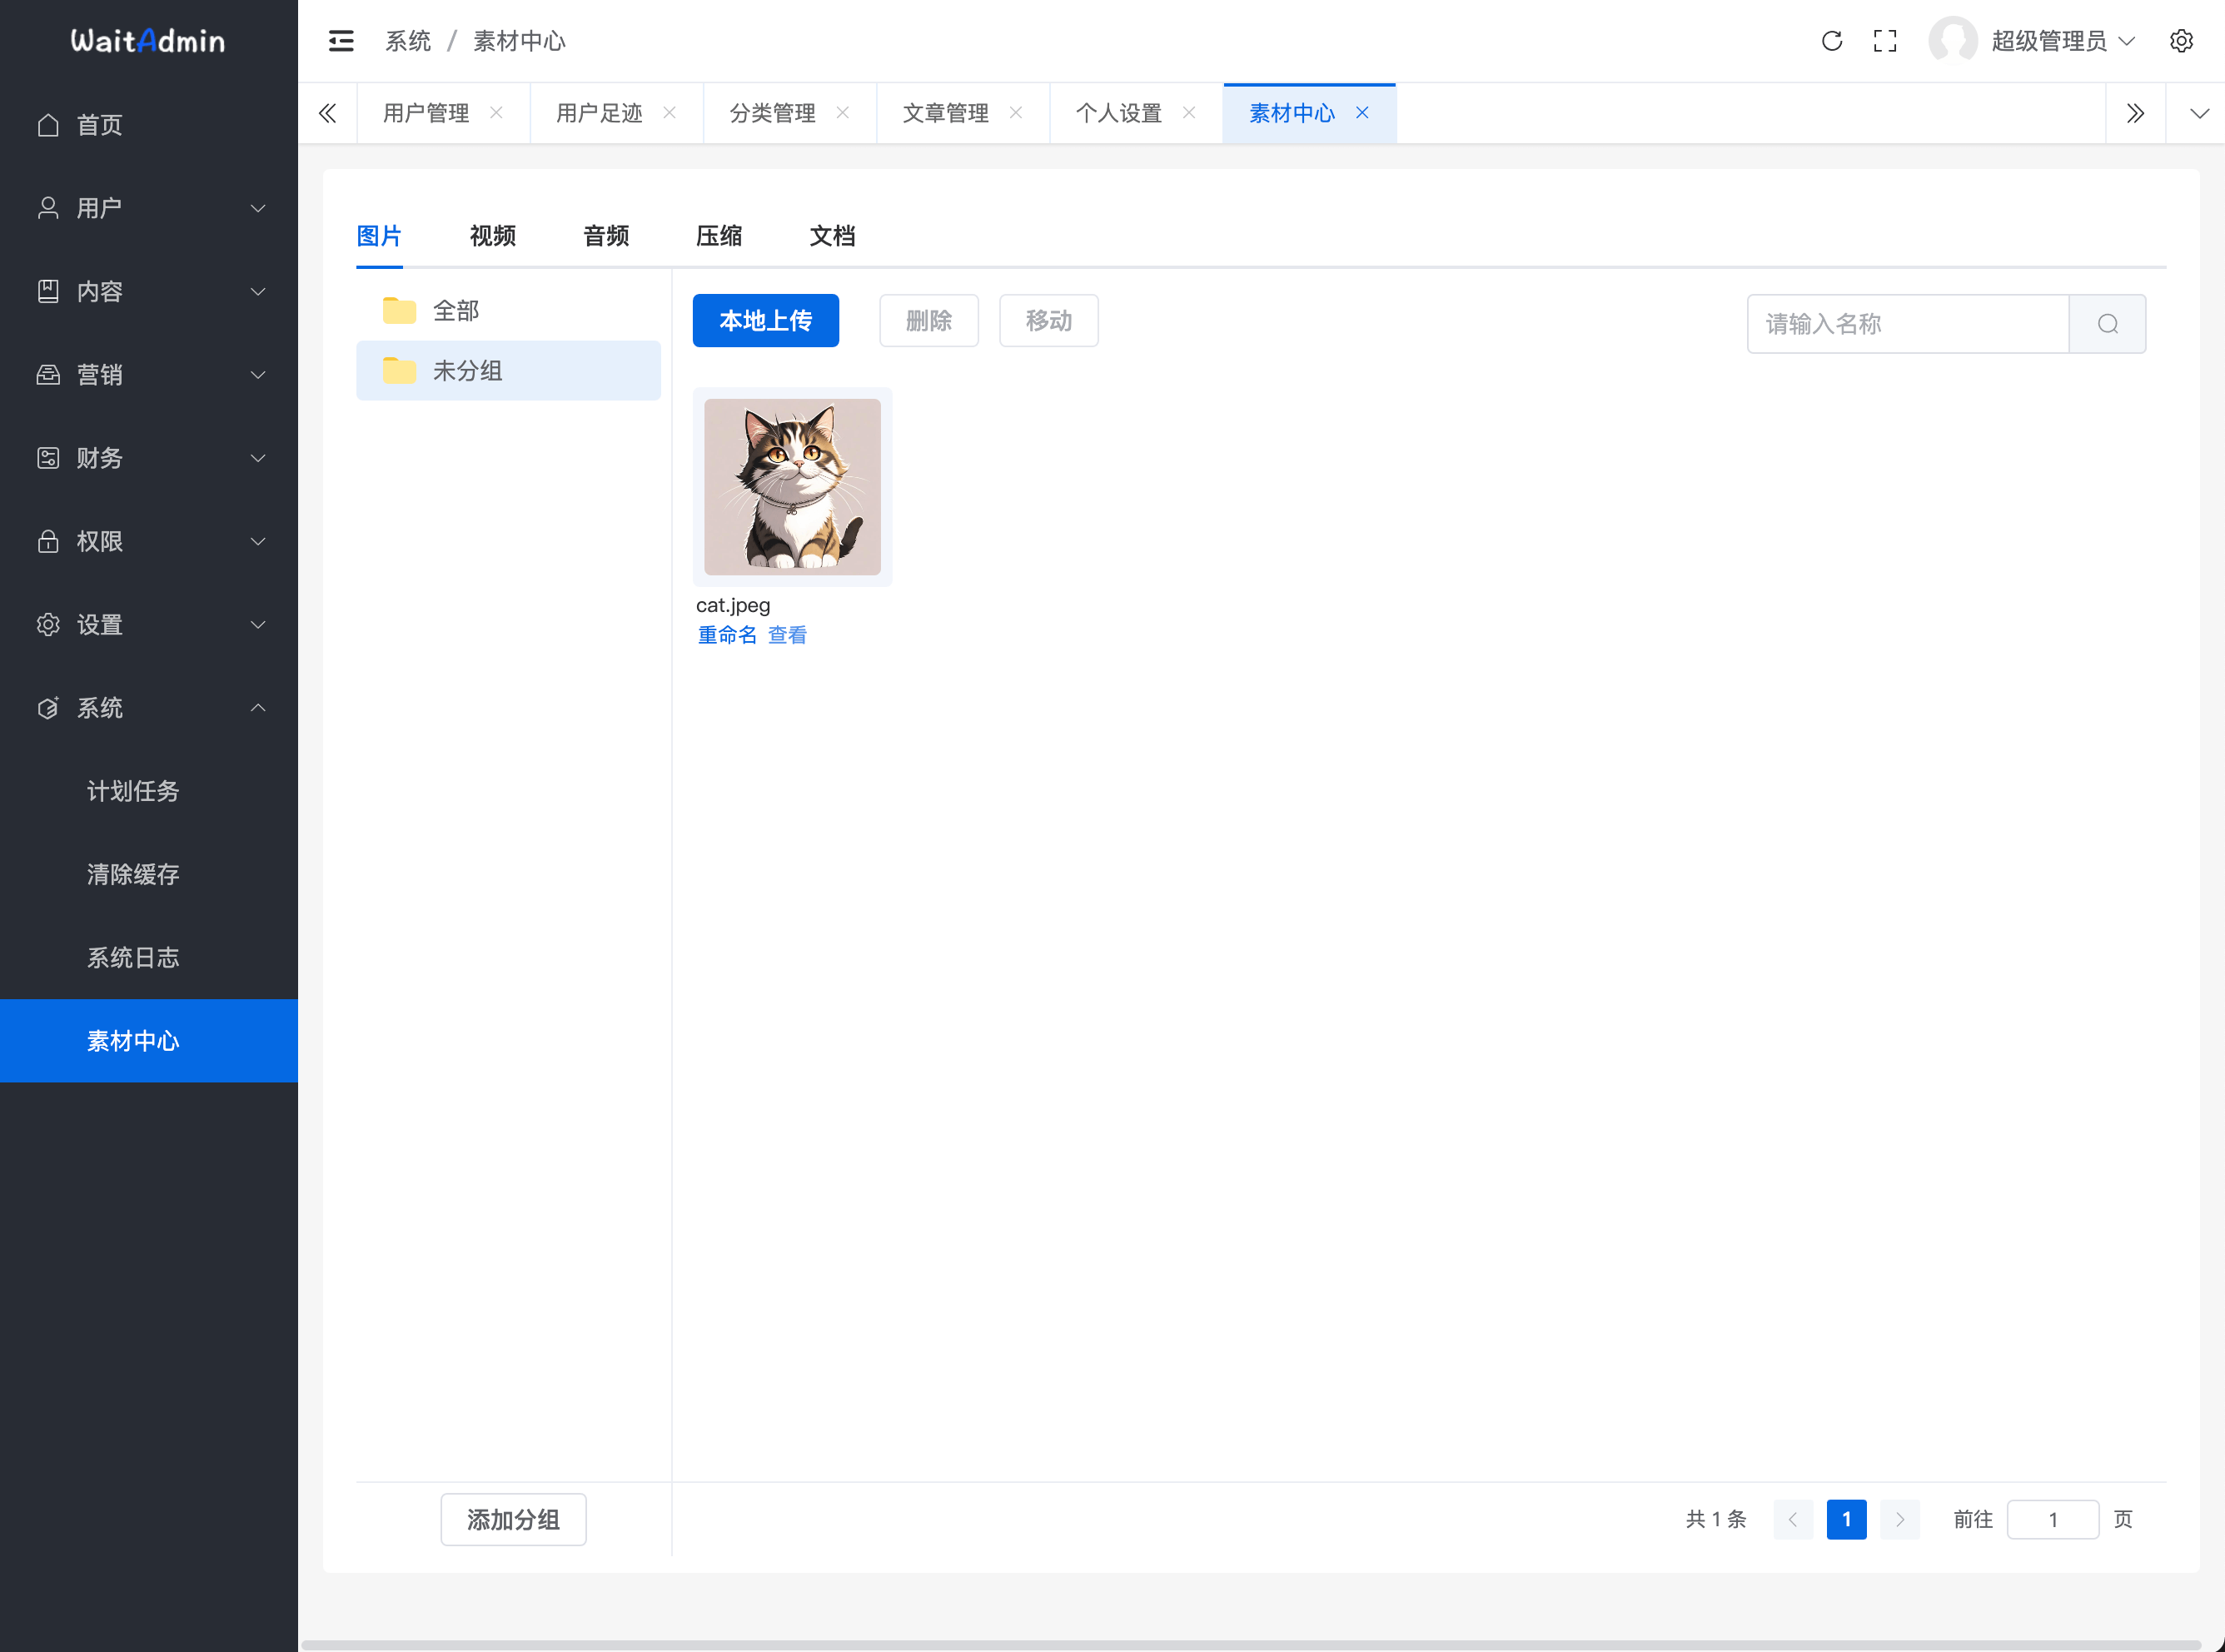 WaitAdmin
首页
用户
内容
营销
财务
权限
设置
系统
计划任务
清除缓存
系统日志
素材中心
系统 / 素材中心
超级管理员
用户管理 用户足迹 分类管理 文章管理 个人设置 素材中心
图片 视频 音频 压缩 文档
全部
未分组
本地上传 删除 移动 请输入名称
cat.jpeg
重命名 查看
添加分组
共 1 条 1 前往 1 页